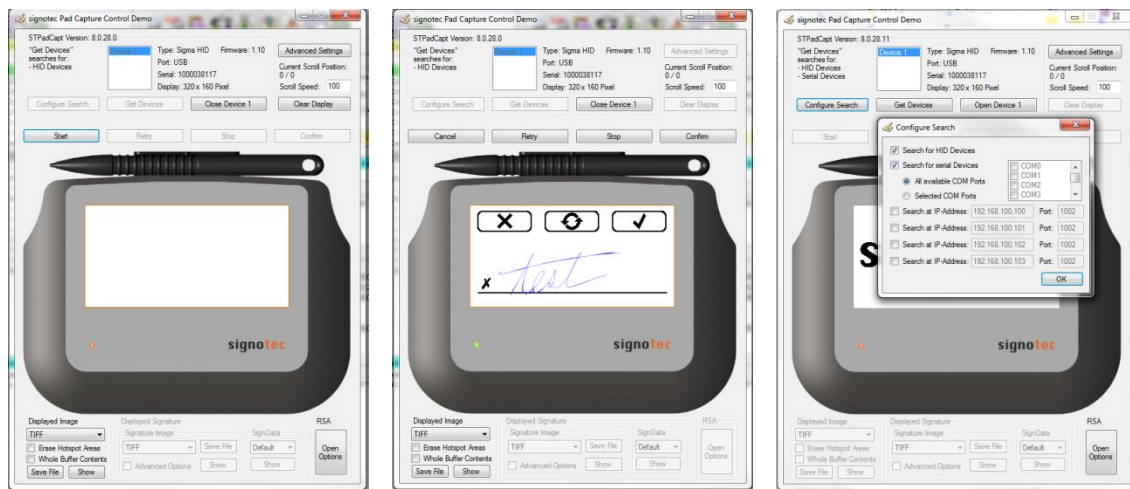 signotec Pad Capture Control Demo
STPadCapt Version: 8.0.28.0
"Get Devices"
searches for:
- HID Devices
Device 1
Type: Sigma HID Firmware: 1.10
Port: USB
Serial: 1000038117
Display: 320 x 160 Pixel
Advanced Settings
Current Scroll Position:
0 / 0
Scroll Speed: 100
Configure Search Get Devices Close Device 1 Clear Display
Start Retry Stop Confirm
signotec
Displayed Image
TIFF
Erase Hotspot Areas
Whole Buffer Contents
Save File Show
Displayed Signature
Signature Image
TIFF Save File
Advanced Options Show
SignData
Default
Show
RSA
Open
Options
signotec Pad Capture Control Demo
STPadCapt Version: 8.0.28.0
"Get Devices"
searches for:
- HID Devices
Device 1
Type: Sigma HID Firmware: 1.10
Port: USB
Serial: 1000038117
Display: 320 x 160 Pixel
Advanced Settings
Current Scroll Position:
0 / 0
Scroll Speed: 100
Configure Search Get Devices Close Device 1 Clear Display
Cancel Retry Stop Confirm
x test
signotec
Displayed Image
TIFF
Erase Hotspot Areas
Whole Buffer Contents
Save File Show
Displayed Signature
Signature Image
TIFF Save File
Advanced Options Show
SignData
Default
Show
RSA
Open
Options
signotec Pad Capture Control Demo
STPadCapt Version: 8.0.28.11
"Get Devices"
searches for:
- HID Devices
- Serial Devices
Device 1
Type: Sigma HID Firmware: 1.10
Port: USB
Serial: 1000038117
Display: 320 x 160 Pixel
Advanced Settings
Current Scroll Position:
0 / 0
Scroll Speed: 100
Configure Search Get Devices Open Device 1 Clear Display
Start
Configure Search
Search for HID Devices
Search for serial Devices
All available COM Ports
Selected COM Ports
COM0
COM1
COM2
COM3
Search at IP-Address: 192.168.100.100 Port: 1002
Search at IP-Address: 192.168.100.101 Port: 1002
Search at IP-Address: 192.168.100.102 Port: 1002
Search at IP-Address: 192.168.100.103 Port: 1002
OK
S
signotec
Displayed Image
TIFF
Erase Hotspot Areas
Whole Buffer Contents
Save File Show
Displayed Signature
Signature Image
TIFF Save File
Advanced Options Show
SignData
Default
Show
RSA
Open
Options